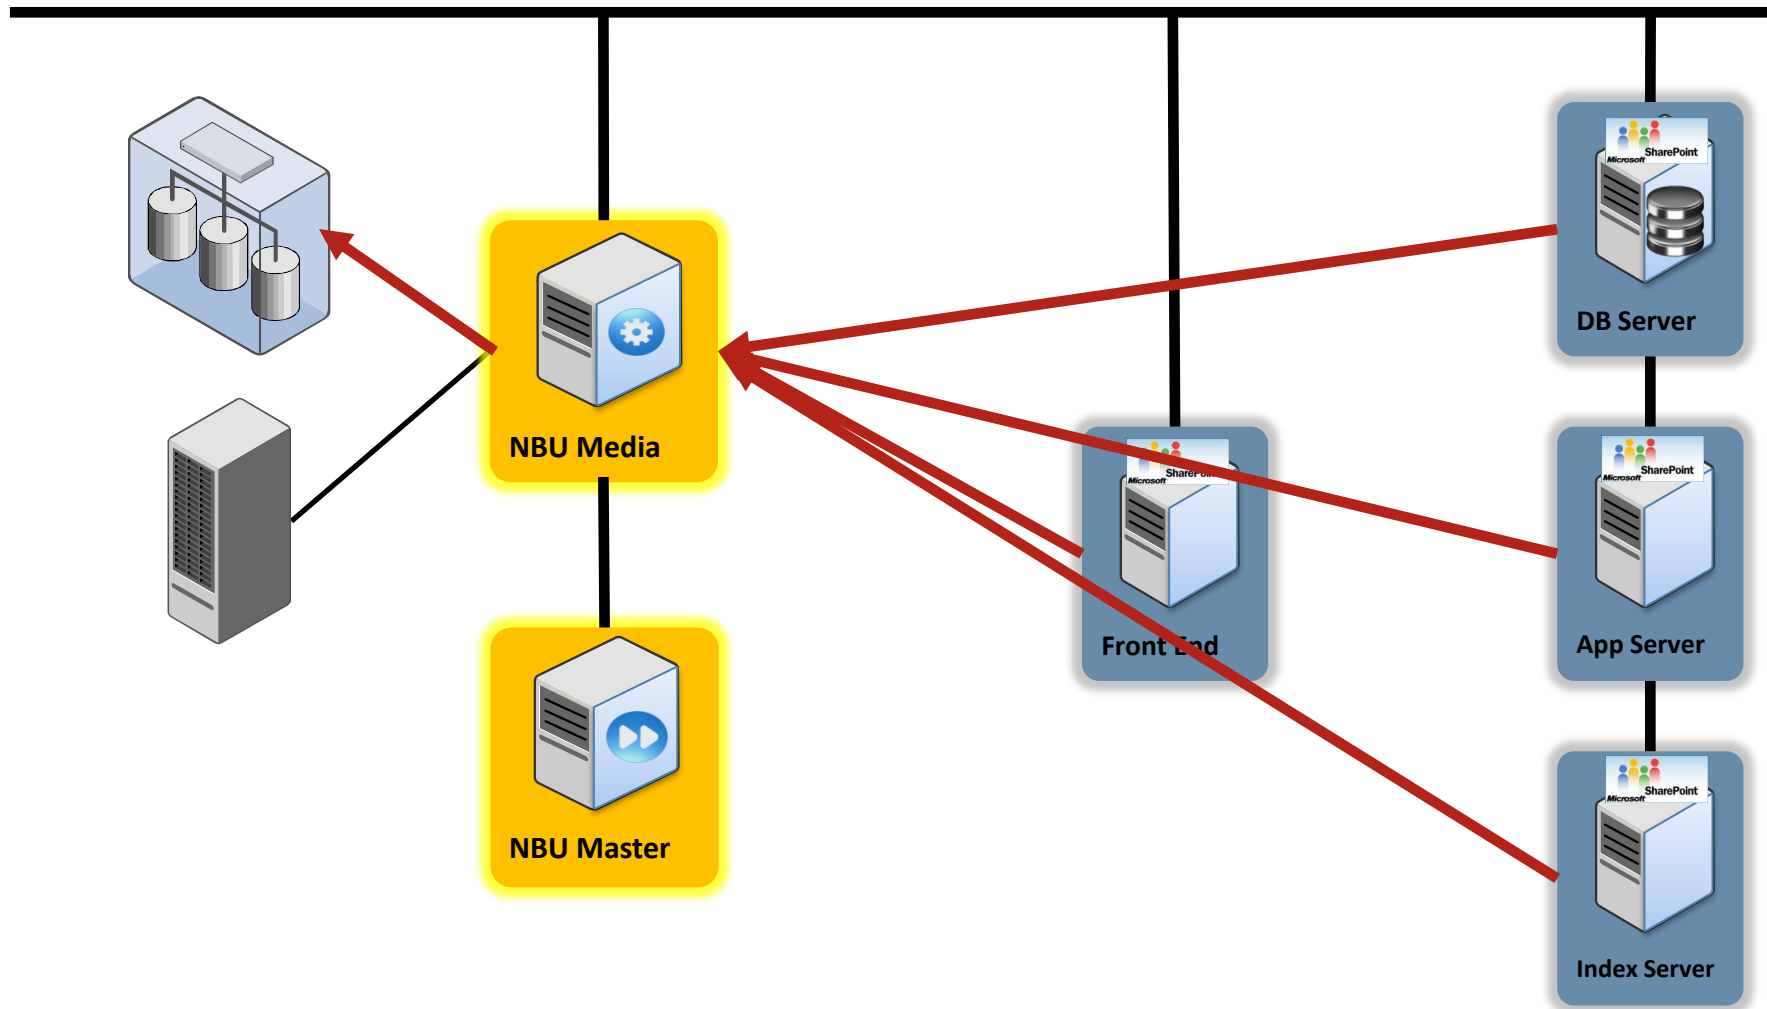 Microsoft SharePoint
DB Server
NBU Media
Microsoft SharePoint
Front End
Microsoft SharePoint
App Server
NBU Master
Microsoft SharePoint
Index Server